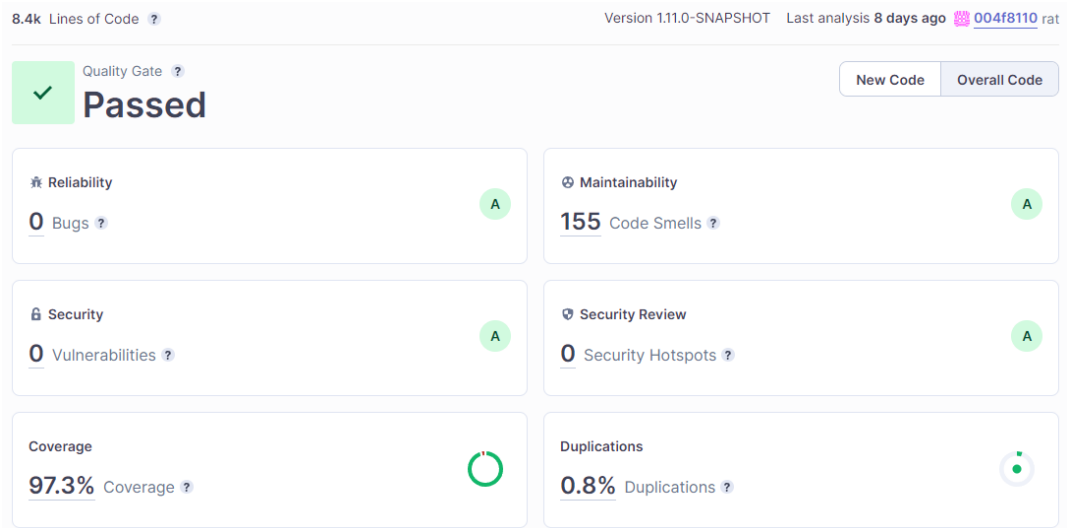 8.4k Lines of Code ? Version 1.11.0-SNAPSHOT Last analysis 8 days ago 004f8110 rat
Quality Gate ?
Passed
New Code Overall Code
Reliability
0 Bugs ?
A
Maintainability
155 Code Smells ?
A
Security
0 Vulnerabilities ?
A
Security Review
0 Security Hotspots ?
A
Coverage
97.3% Coverage ?
Duplications
0.8% Duplications ?